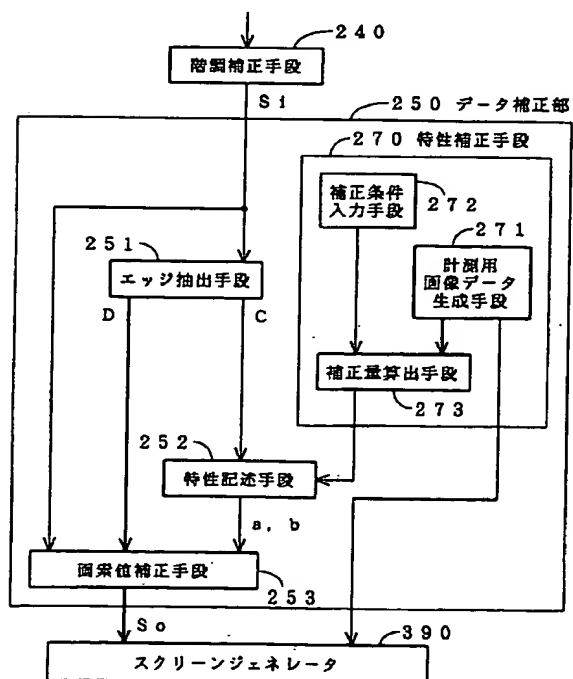 240
階調補正手段
Si
250 データ補正部
270 特性補正手段
補正条件
入力手段
272
271
251
エッジ抽出手段
計測用
画像データ
生成手段
D
C
補正量算出手段
273
252
特性記述手段
a, b
画素値補正手段
253
So
390
スクリーンジェネレータ